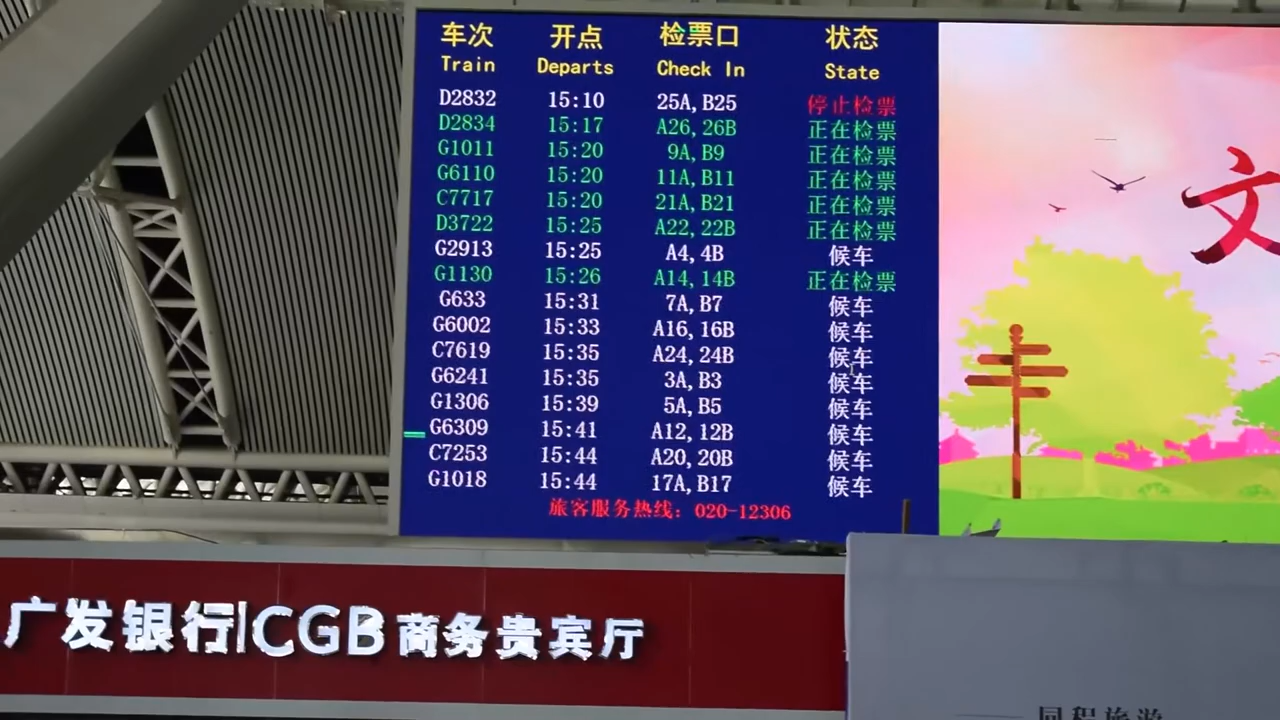 车次 开点 检票口 状态
Train Departs Check In State
D2832 15:10 25A,B25 停止检票
D2834 15:17 A26,26B 正在检票
G1011 15:20 9A,B9 正在检票
G6110 15:20 11A,B11 正在检票
C7717 15:20 21A,B21 正在检票
D3722 15:25 A22,22B 正在检票
G2913 15:25 A4,4B 候车
G1130 15:26 A14,14B 正在检票
G633 15:31 7A,B7 候车
G6002 15:33 A16,16B 候车
C7619 15:35 A24,24B 候车
G6241 15:35 3A,B3 候车
G1306 15:39 5A,B5 候车
G6309 15:41 A12,12B 候车
C7253 15:44 A20,20B 候车
G1018 15:44 17A,B17 候车
旅客服务热线：020-12306
文
广发银行|CGB 商务贵宾厅
同程旅游